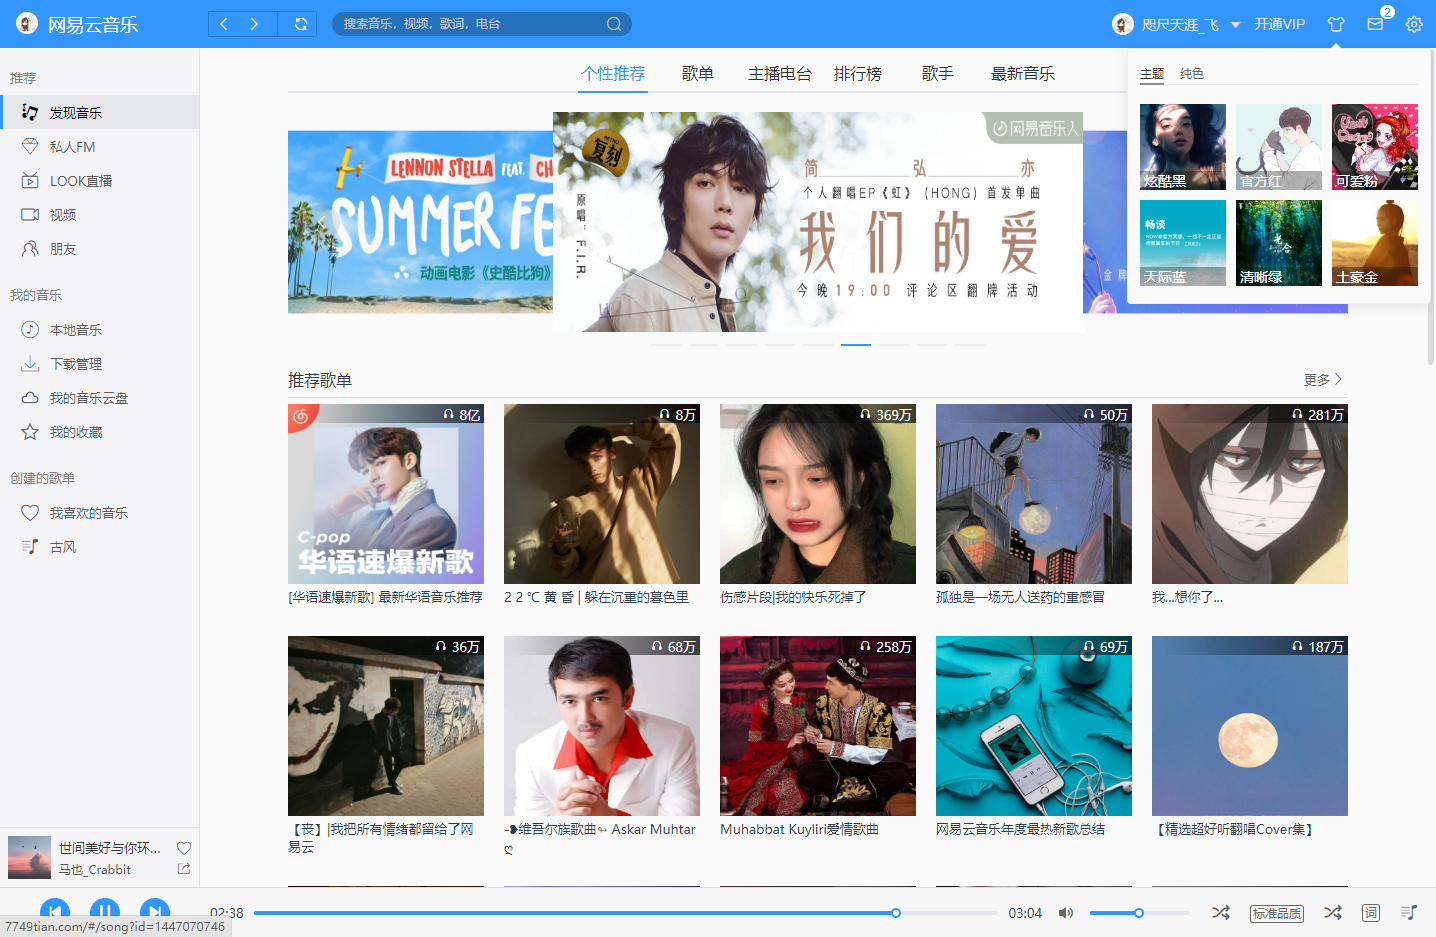 网易云音乐
搜索音乐，视频，歌词，电台
咫尺天涯_飞
开通VIP
2
推荐
发现音乐
私人FM
LOOK直播
视频
朋友
我的音乐
本地音乐
下载管理
我的音乐云盘
我的收藏
创建的歌单
我喜欢的音乐
古风
个性推荐 歌单 主播电台 排行榜 歌手 最新音乐
主题 纯色
炫酷黑 官方红 可爱粉
畅谈
光合
天际蓝 清晰绿 土豪金
LENNON STELLA FEAT. CH
SUMMER FE
动画电影《史酷比狗》
复刻
原唱：F.I.R.
网易音乐人
简 弘 亦
个人翻唱EP《虹》(HONG) 首发单曲
我们的爱
今晚19:00 评论区翻牌活动
金牌
推荐歌单
更多
8亿
C-pop
华语速爆新歌
[华语速爆新歌] 最新华语音乐推荐
8万
2 2 ℃ 黄 昏 | 躲在沉重的暮色里
369万
伤感片段|我的快乐死掉了
50万
孤独是一场无人送药的重感冒
281万
我...想你了...
36万
【丧】|我把所有情绪都留给了网
易云
68万
-❥维吾尔族歌曲↬ Askar Muhtar
ღ
258万
Muhabbat Kuyliri爱情歌曲
69万
网易云音乐年度最热新歌总结
187万
【精选超好听翻唱Cover集】
世间美好与你环...
马也_Crabbit
02:38
03:04
标准品质
词
7749tian.com/#/song?id=1447070746